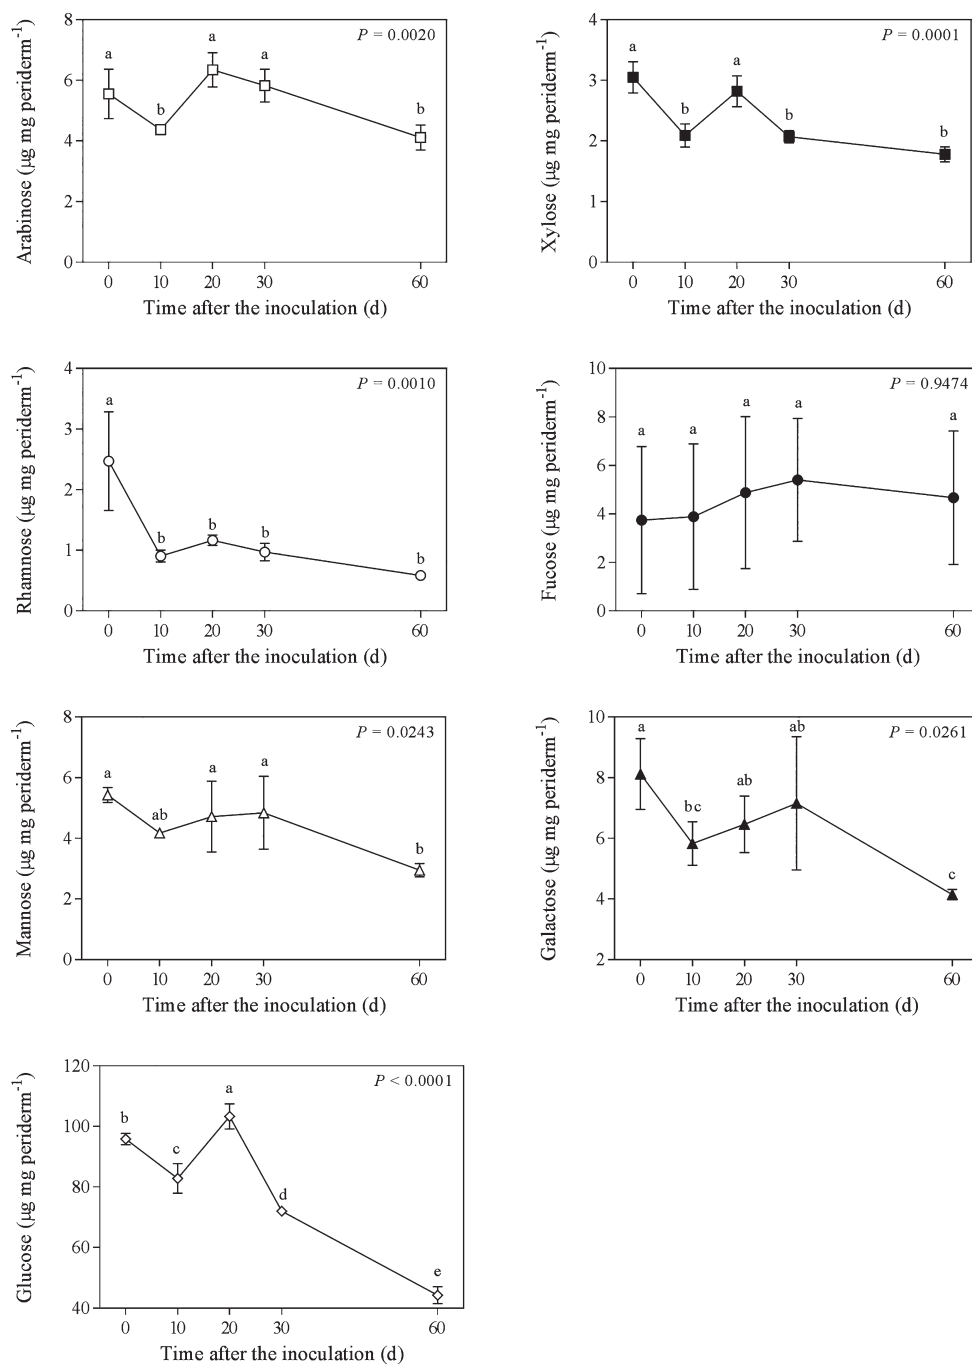 Arabinose (µg mg periderm-1)
P = 0.0020
8
6
4
2
0
a
b
a
a
b
0 10 20 30 60
Time after the inoculation (d)
Xylose (µg mg periderm-1)
P = 0.0001
4
3
2
1
0
a
b
a
b
b
0 10 20 30 60
Time after the inoculation (d)
Rhamnose (µg mg periderm-1)
P = 0.0010
4
3
2
1
0
a
b
b
b
b
0 10 20 30 60
Time after the inoculation (d)
Fucose (µg mg periderm-1)
P = 0.9474
10
8
6
4
2
0
a
a
a
a
a
0 10 20 30 60
Time after the inoculation (d)
Mannose (µg mg periderm-1)
P = 0.0243
8
6
4
2
0
a
ab
a
a
b
0 10 20 30 60
Time after the inoculation (d)
Galactose (µg mg periderm-1)
P = 0.0261
10
8
6
4
2
a
bc
ab
ab
c
0 10 20 30 60
Time after the inoculation (d)
Glucose (µg mg periderm-1)
P < 0.0001
120
100
80
60
40
b
c
a
d
e
0 10 20 30 60
Time after the inoculation (d)